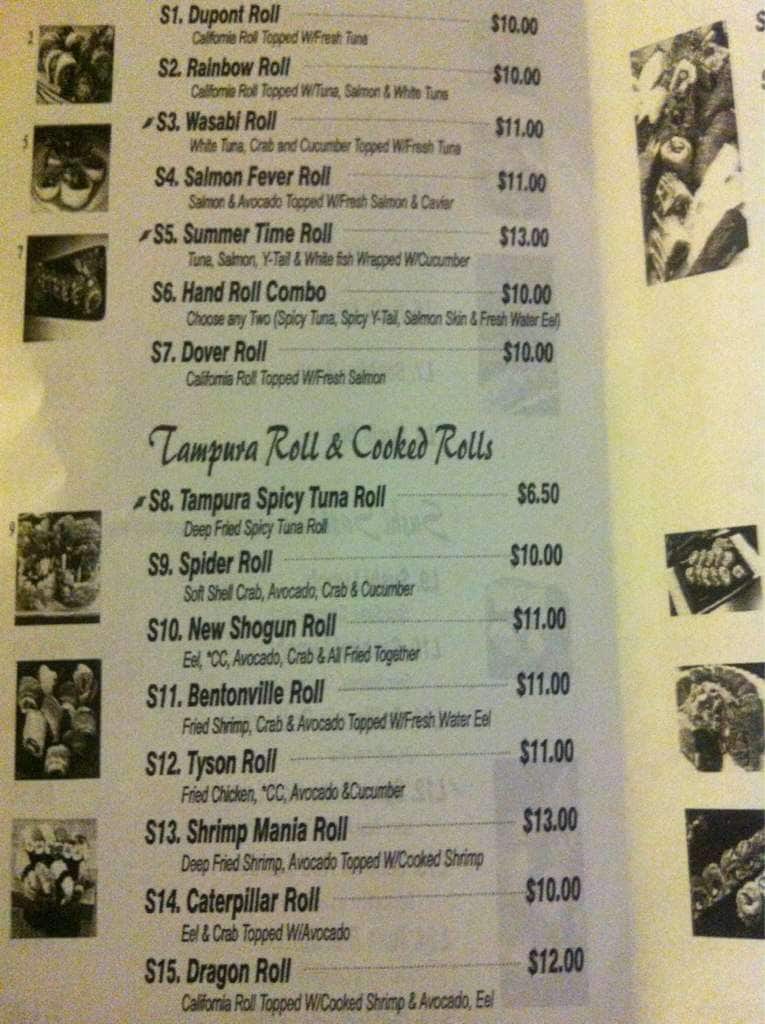 S1. Dupont Roll $10.00
California Roll Topped W/Fresh Tuna
2
S2. Rainbow Roll $10.00
California Roll Topped W/Tuna, Salmon & White Tuna
S3. Wasabi Roll $11.00
White Tuna, Crab and Cucumber Topped W/Fresh Tuna
5
S4. Salmon Fever Roll $11.00
Salmon & Avocado Topped W/Fresh Salmon & Caviar
S5. Summer Time Roll $13.00
Tuna, Salmon, Y-Tail & White fish Wrapped W/Cucumber
7
S6. Hand Roll Combo $10.00
Choose any Two (Spicy Tuna, Spicy Y-Tail, Salmon Skin & Fresh Water Eel)
S7. Dover Roll $10.00
California Roll Topped W/Fresh Salmon
Tampura Roll & Cooked Rolls
S8. Tampura Spicy Tuna Roll $6.50
Deep Fried Spicy Tuna Roll
9
S9. Spider Roll $10.00
Soft Shell Crab, Avocado, Crab & Cucumber
S10. New Shogun Roll $11.00
Eel, *CC, Avocado, Crab & All Fried Together
S11. Bentonville Roll $11.00
Fried Shrimp, Crab & Avocado Topped W/Fresh Water Eel
S12. Tyson Roll $11.00
Fried Chicken, *CC, Avocado &Cucumber
S13. Shrimp Mania Roll $13.00
Deep Fried Shrimp, Avocado Topped W/Cooked Shrimp
S14. Caterpillar Roll $10.00
Eel & Crab Topped W/Avocado
S15. Dragon Roll $12.00
California Roll Topped W/Cooked Shrimp & Avocado, Eel